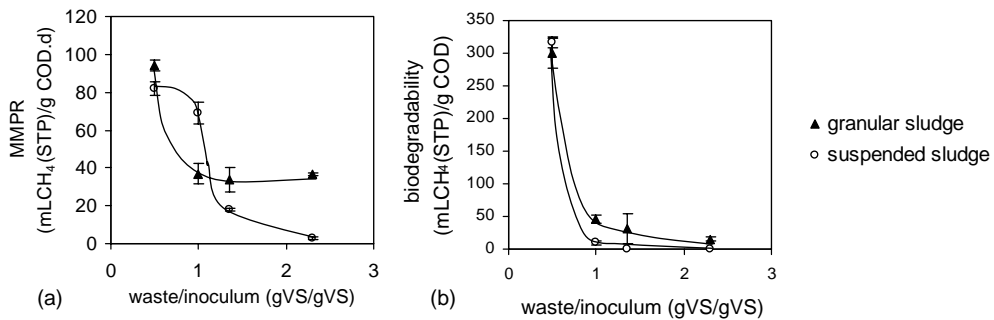 120
100
80
60
40
20
0
MMPR
(mLCH₄(STP)/g COD.d)
0 1 2 3
waste/inoculum (gVS/gVS)
(a)
350
300
250
200
150
100
50
0
biodegradability
(mLCH⁴(STP)/g COD)
0 1 2 3
waste/inoculum (gVS/gVS)
(b)
granular sludge
suspended sludge